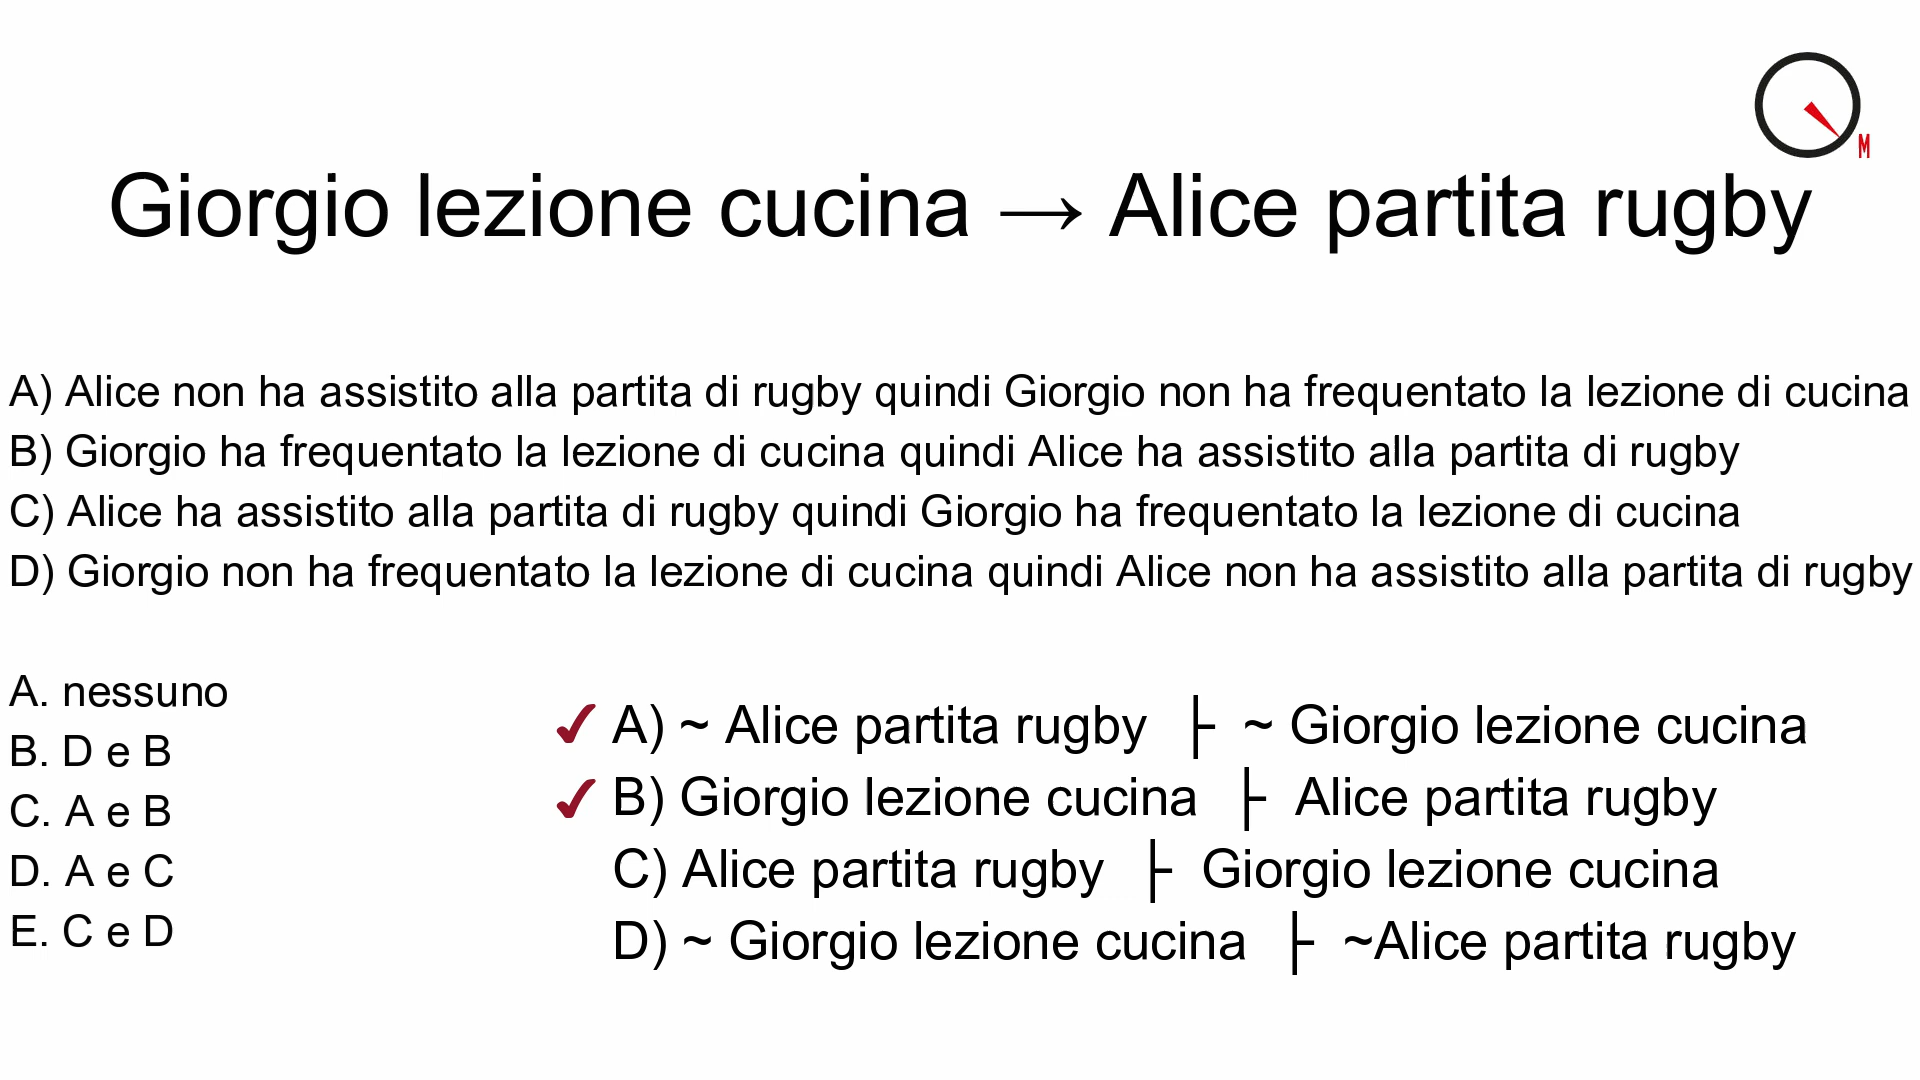 M
Giorgio lezione cucina → Alice partita rugby
A) Alice non ha assistito alla partita di rugby quindi Giorgio non ha frequentato la lezione di cucina
B) Giorgio ha frequentato la lezione di cucina quindi Alice ha assistito alla partita di rugby
C) Alice ha assistito alla partita di rugby quindi Giorgio ha frequentato la lezione di cucina
D) Giorgio non ha frequentato la lezione di cucina quindi Alice non ha assistito alla partita di rugby
A. nessuno
B. D e B
C. A e B
D. A e C
E. C e D
✓ A) ~ Alice partita rugby ├ ~ Giorgio lezione cucina
✓ B) Giorgio lezione cucina ├ Alice partita rugby
C) Alice partita rugby ├ Giorgio lezione cucina
D) ~ Giorgio lezione cucina ├ ~Alice partita rugby